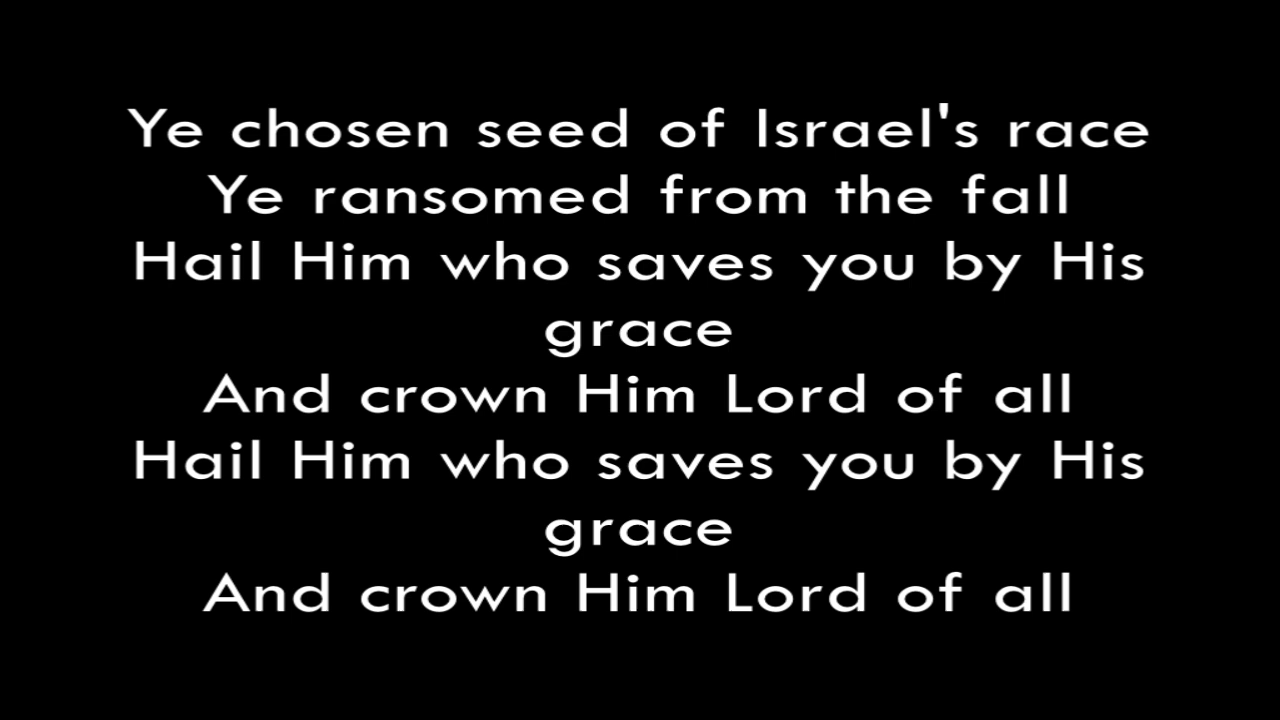 Ye chosen seed of Israel's race
Ye ransomed from the fall
Hail Him who saves you by His
grace
And crown Him Lord of all
Hail Him who saves you by His
grace
And crown Him Lord of all